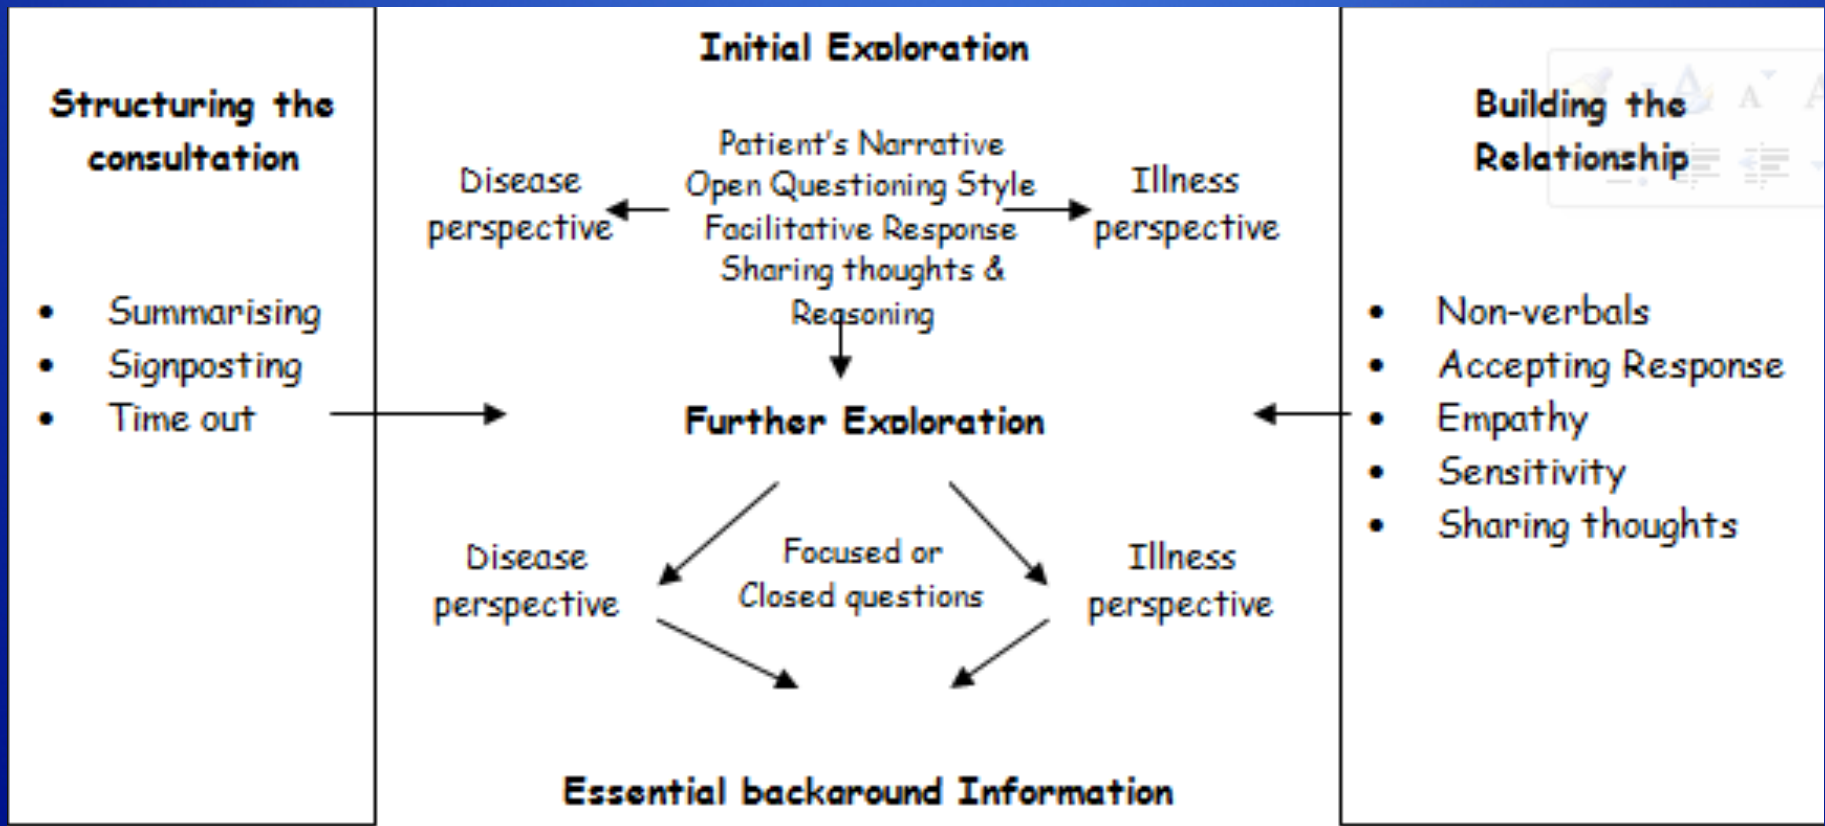 Structuring the
consultation
• Summarising
• Signposting
• Time out
Initial Exploration
Patient's Narrative
Open Questioning Style
Facilitative Response
Sharing thoughts &
Reasoning
Disease
perspective
Illness
perspective
Further Exploration
Disease
perspective
Focused or
Closed questions
Illness
perspective
Essential background Information
Building the
Relationship
• Non-verbals
• Accepting Response
• Empathy
• Sensitivity
• Sharing thoughts